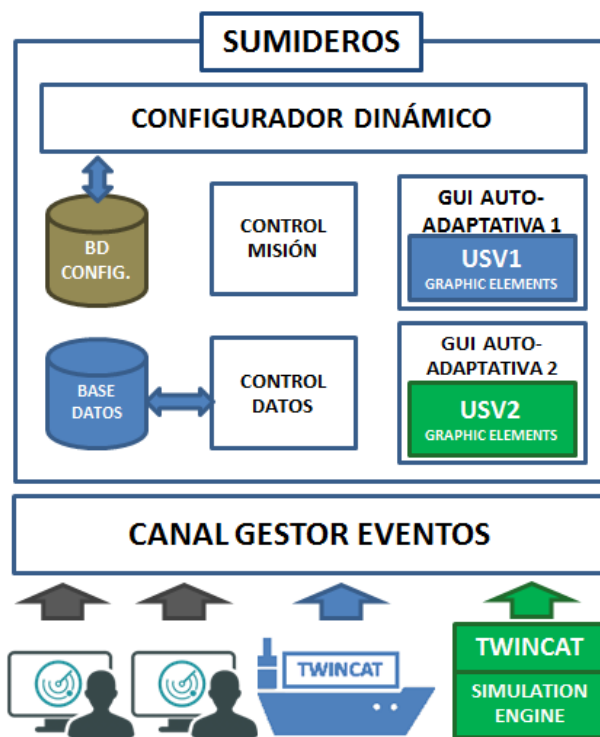 SUMIDEROS
CONFIGURADOR DINÁMICO
BD
CONFIG.
CONTROL
MISIÓN
GUI AUTO-
ADAPTATIVA 1
USV1
GRAPHIC ELEMENTS
BASE
DATOS
CONTROL
DATOS
GUI AUTO-
ADAPTATIVA 2
USV2
GRAPHIC ELEMENTS
CANAL GESTOR EVENTOS
TWINCAT
TWINCAT
SIMULATION
ENGINE